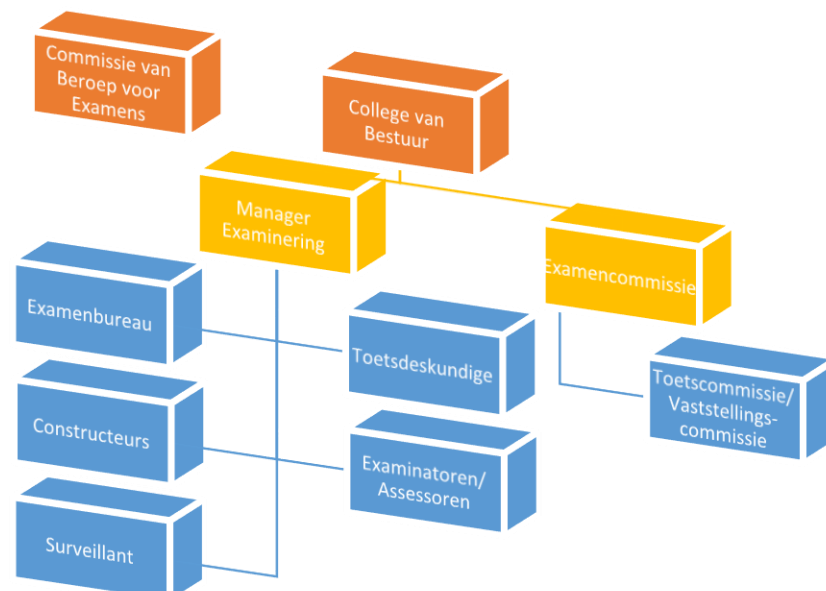 Commissie van
Beroep voor
Examens
College van
Bestuur
Manager
Examinering
Examencommissie
Examenbureau
Toetsdeskundige
Toetscommissie/
Vaststellings-
commissie
Constructeurs
Examinatoren/
Assessoren
Surveillant